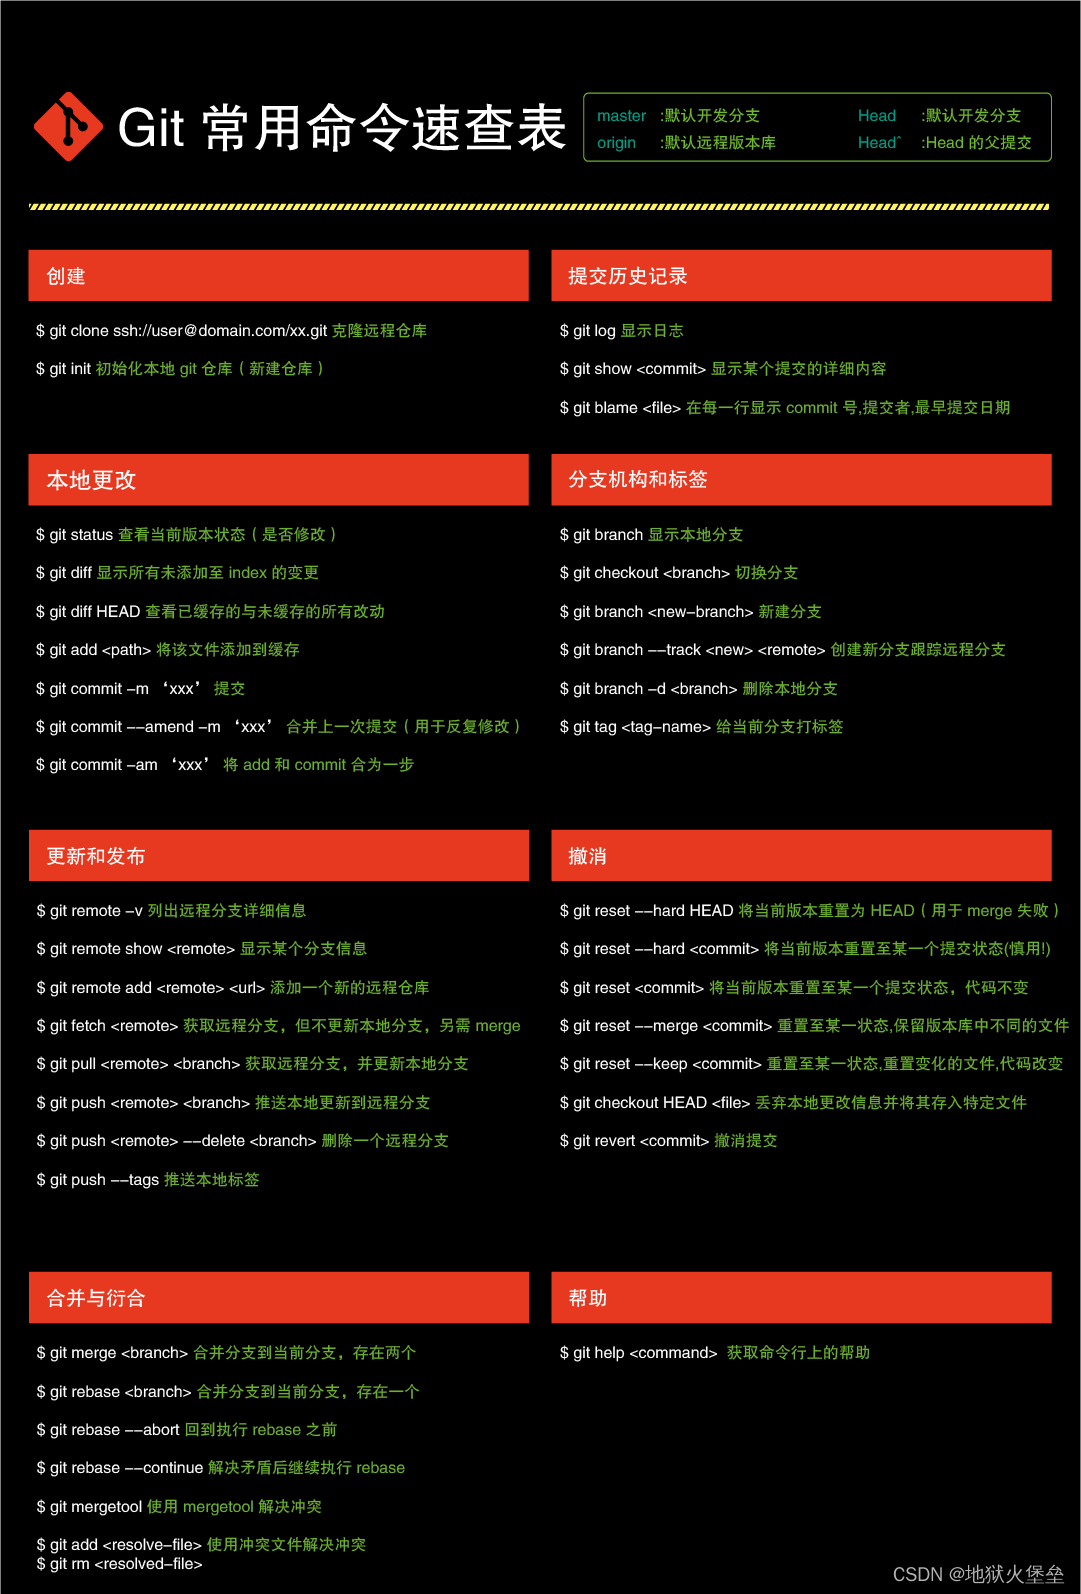 Git 常用命令速查表
master :默认开发分支 Head :默认开发分支
origin :默认远程版本库 Head^ :Head 的父提交
创建
$ git clone ssh://user@domain.com/xx.git 克隆远程仓库
$ git init 初始化本地 git 仓库（新建仓库）
提交历史记录
$ git log 显示日志
$ git show <commit> 显示某个提交的详细内容
$ git blame <file> 在每一行显示 commit 号,提交者,最早提交日期
本地更改
$ git status 查看当前版本状态（是否修改）
$ git diff 显示所有未添加至 index 的变更
$ git diff HEAD 查看已缓存的与未缓存的所有改动
$ git add <path> 将该文件添加到缓存
$ git commit -m ‘xxx’ 提交
$ git commit --amend -m ‘xxx’ 合并上一次提交（用于反复修改）
$ git commit -am ‘xxx’ 将 add 和 commit 合为一步
分支机构和标签
$ git branch 显示本地分支
$ git checkout <branch> 切换分支
$ git branch <new-branch> 新建分支
$ git branch --track <new> <remote> 创建新分支跟踪远程分支
$ git branch -d <branch> 删除本地分支
$ git tag <tag-name> 给当前分支打标签
更新和发布
$ git remote -v 列出远程分支详细信息
$ git remote show <remote> 显示某个分支信息
$ git remote add <remote> <url> 添加一个新的远程仓库
$ git fetch <remote> 获取远程分支，但不更新本地分支，另需 merge
$ git pull <remote> <branch> 获取远程分支，并更新本地分支
$ git push <remote> <branch> 推送本地更新到远程分支
$ git push <remote> --delete <branch> 删除一个远程分支
$ git push --tags 推送本地标签
撤消
$ git reset --hard HEAD 将当前版本重置为 HEAD（用于 merge 失败）
$ git reset --hard <commit> 将当前版本重置至某一个提交状态(慎用!)
$ git reset <commit> 将当前版本重置至某一个提交状态，代码不变
$ git reset --merge <commit> 重置至某一状态,保留版本库中不同的文件
$ git reset --keep <commit> 重置至某一状态,重置变化的文件,代码改变
$ git checkout HEAD <file> 丢弃本地更改信息并将其存入特定文件
$ git revert <commit> 撤消提交
合并与衍合
$ git merge <branch> 合并分支到当前分支，存在两个
$ git rebase <branch> 合并分支到当前分支，存在一个
$ git rebase --abort 回到执行 rebase 之前
$ git rebase --continue 解决矛盾后继续执行 rebase
$ git mergetool 使用 mergetool 解决冲突
$ git add <resolve-file> 使用冲突文件解决冲突
$ git rm <resolved-file>
帮助
$ git help <command> 获取命令行上的帮助
CSDN @地狱火堡垒